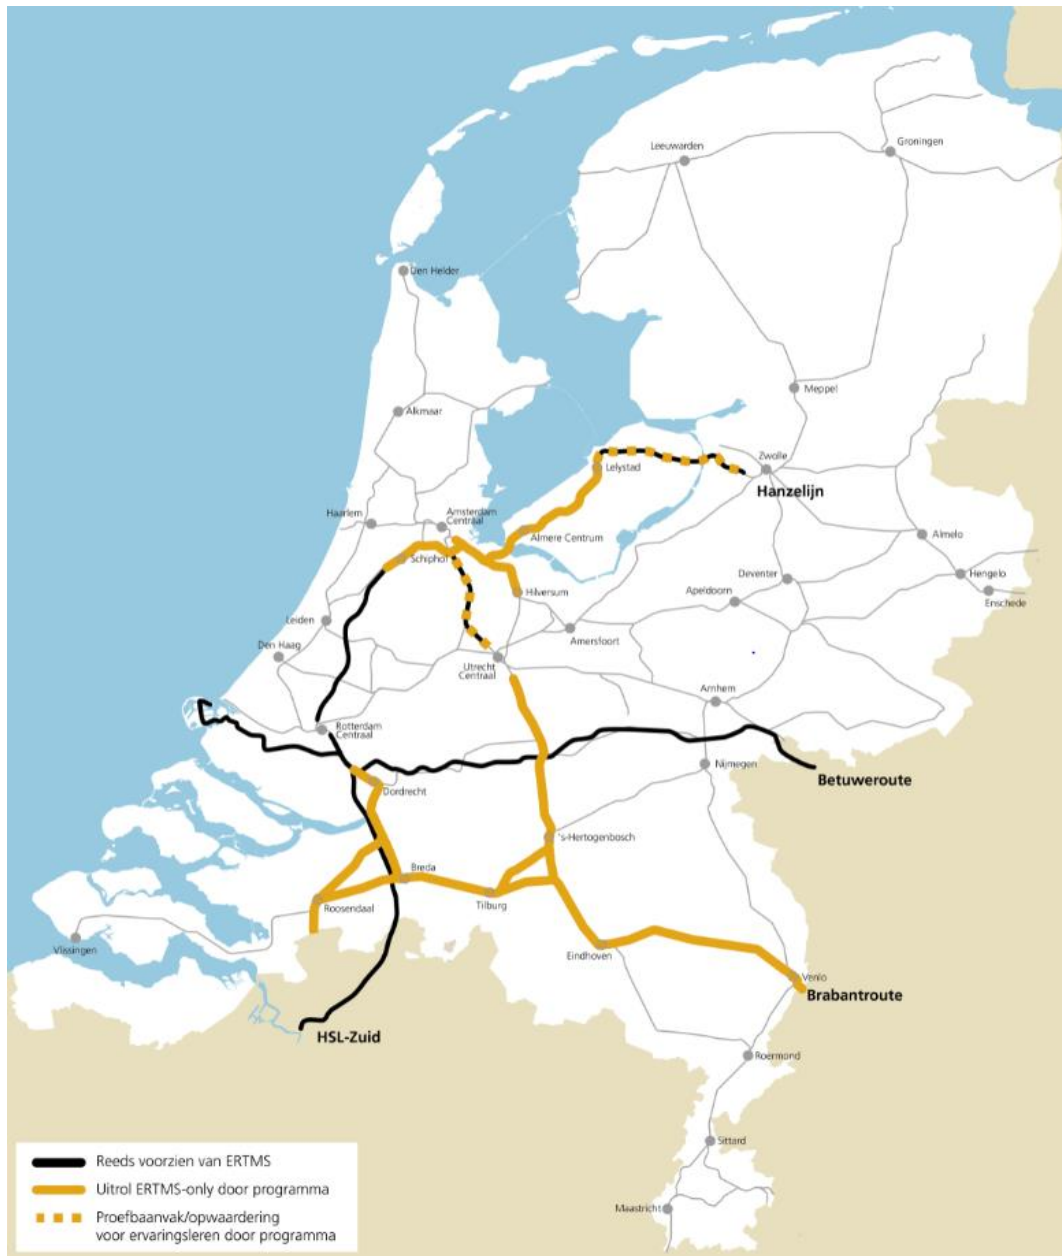 Leeuwarden
Groningen
Den Helder
Meppel
Alkmaar
Zwolle
Lelystad
Hanzelijn
Haarlem
Amsterdam
Centraal
Almere Centrum
Almelo
Schiphol
Deventer
Hengelo
Apeldoorn
Hilversum
Enschede
Leiden
Amersfoort
Den Haag
Utrecht
Centraal
Arnhem
Rotterdam
Centraal
Nijmegen
Betuweroute
Dordrecht
's-Hertogenbosch
Breda
Tilburg
Roosendaal
Vlissingen
Eindhoven
Venlo
Brabantroute
HSL-Zuid
Roermond
Sittard
Maastricht
Reeds voorzien van ERTMS
Uitrol ERTMS-only door programma
Proefbaanvak/opwaardering
voor ervaringsleren door programma